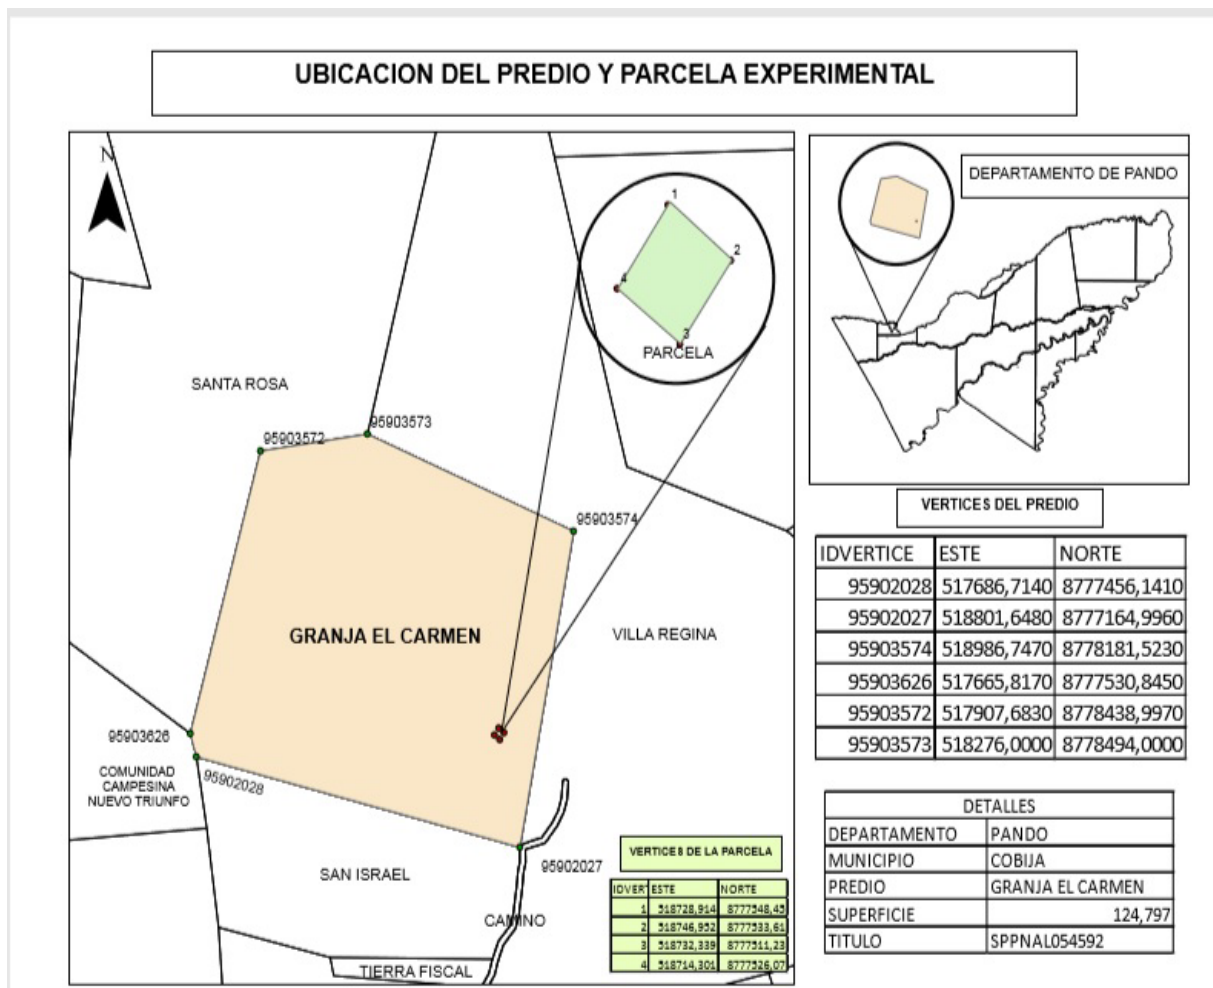 UBICACION DEL PREDIO Y PARCELA EXPERIMENTAL
N
1
2
3
4
PARCELA
SANTA ROSA
95903573
95903572
95903574
GRANJA EL CARMEN
VILLA REGINA
95903626
95902028
COMUNIDAD
CAMPESINA
NUEVO TRIUNFO
SAN ISRAEL
95902027
CAMINO
TIERRA FISCAL
VERTICES DE LA PARCELA
IDVERT ESTE NORTE
1 518728,914 8777548,45
2 518746,952 8777533,61
3 518732,339 8777511,23
4 518714,301 8777526,07
DEPARTAMENTO DE PANDO
VERTICES DEL PREDIO
IDVERTICE ESTE NORTE
95902028 517686,7140 8777456,1410
95902027 518801,6480 8777164,9960
95903574 518986,7470 8778181,5230
95903626 517665,8170 8777530,8450
95903572 517907,6830 8778438,9970
95903573 518276,0000 8778494,0000
DETALLES
DEPARTAMENTO PANDO
MUNICIPIO COBIJA
PREDIO GRANJA EL CARMEN
SUPERFICIE 124,797
TITULO SPPNAL054592